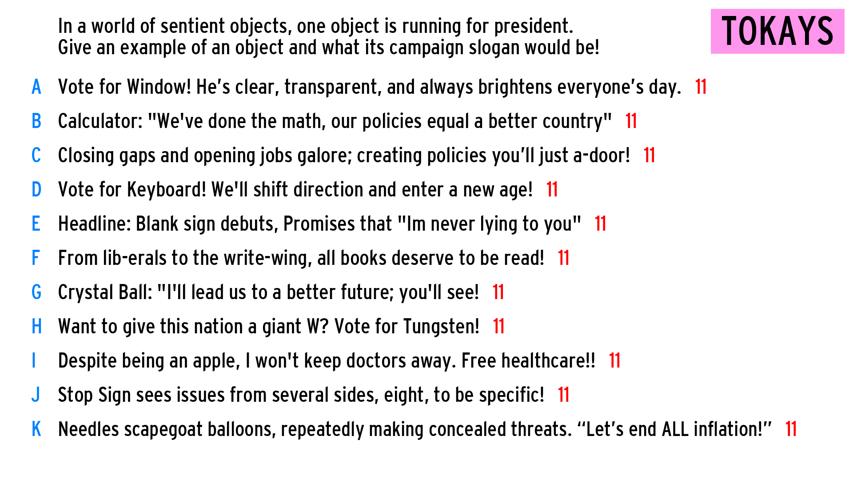 In a world of sentient objects, one object is running for president.
Give an example of an object and what its campaign slogan would be!
TOKAYS
A Vote for Window! He's clear, transparent, and always brightens everyone's day. 11
B Calculator: "We've done the math, our policies equal a better country" 11
C Closing gaps and opening jobs galore; creating policies you'll just a-door! 11
D Vote for Keyboard! We'll shift direction and enter a new age! 11
E Headline: Blank sign debuts, Promises that "Im never lying to you" 11
F From lib-erals to the write-wing, all books deserve to be read! 11
G Crystal Ball: "I'll lead us to a better future; you'll see! 11
H Want to give this nation a giant W? Vote for Tungsten! 11
I Despite being an apple, I won't keep doctors away. Free healthcare!! 11
J Stop Sign sees issues from several sides, eight, to be specific! 11
K Needles scapegoat balloons, repeatedly making concealed threats. “Let's end ALL inflation!” 11